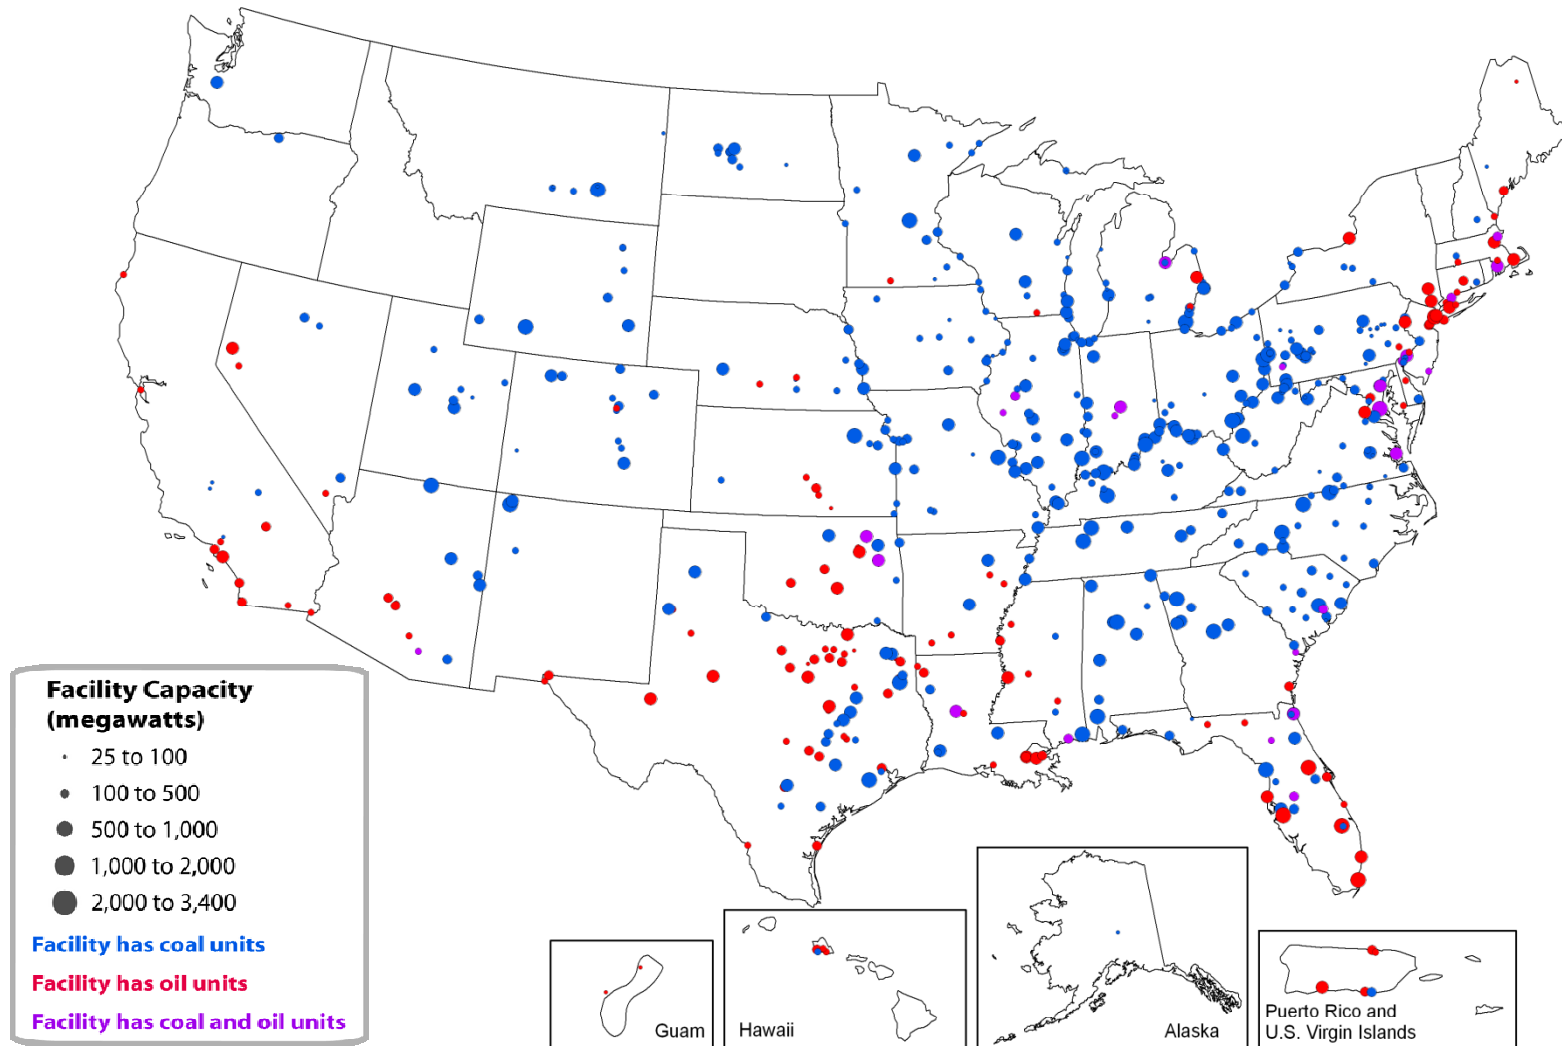 Facility Capacity
(megawatts)
25 to 100
100 to 500
500 to 1,000
1,000 to 2,000
2,000 to 3,400
Facility has coal units
Facility has oil units
Facility has coal and oil units
Guam
Hawaii
Alaska
Puerto Rico and
U.S. Virgin Islands